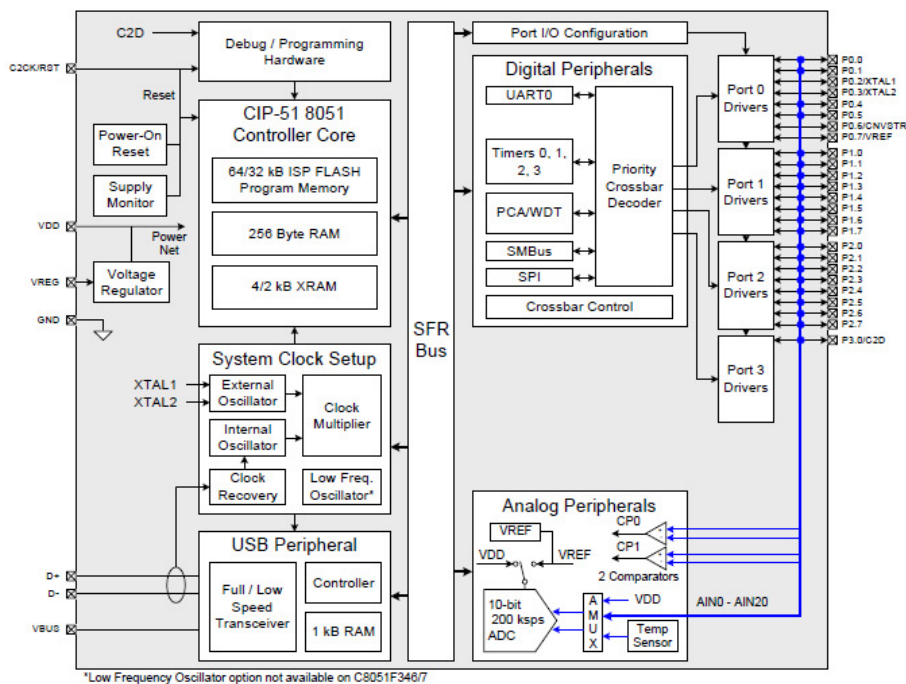 C2D
Debug / Programming
Hardware
C2CK/RST
Reset
Power-On
Reset
Supply
Monitor
VDD
Power
Net
VREG
Voltage
Regulator
GND
CIP-51 8051
Controller Core
64/32 kB ISP FLASH
Program Memory
256 Byte RAM
4/2 kB XRAM
System Clock Setup
XTAL1
XTAL2
External
Oscillator
Internal
Oscillator
Clock
Multiplier
Clock
Recovery
Low Freq.
Oscillator*
USB Peripheral
D+
D-
VBUS
Full / Low
Speed
Transceiver
Controller
1 kB RAM
SFR
Bus
Port I/O Configuration
Digital Peripherals
UART0
Timers 0, 1,
2, 3
PCA/WDT
SMBus
SPI
Priority
Crossbar
Decoder
Crossbar Control
Port 0
Drivers
Port 1
Drivers
Port 2
Drivers
Port 3
Drivers
P0.0
P0.1
P0.2/XTAL1
P0.3/XTAL2
P0.4
P0.5
P0.6/CNVSTR
P0.7/VREF
P1.0
P1.1
P1.2
P1.3
P1.4
P1.5
P1.6
P1.7
P2.0
P2.1
P2.2
P2.3
P2.4
P2.5
P2.6
P2.7
P3.0/C2D
Analog Peripherals
CP0
+
-
VREF
VDD
VREF
CP1
+
-
2 Comparators
10-bit
200 ksps
ADC
A
M
U
X
VDD
Temp
Sensor
AIN0 - AIN20
*Low Frequency Oscillator option not available on C8051F346/7